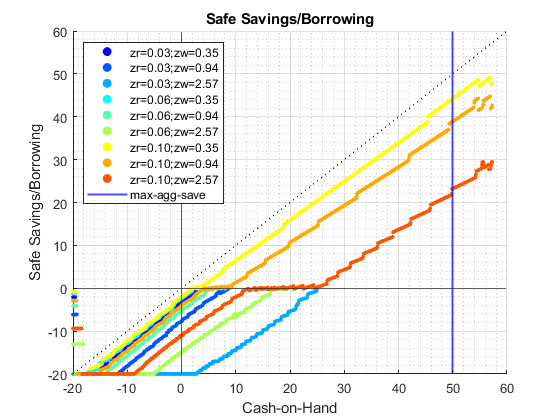 Safe Savings/Borrowing
60
50
40
30
20
10
0
-10
-20
Safe Savings/Borrowing
zr=0.03;zw=0.35
zr=0.03;zw=0.94
zr=0.03;zw=2.57
zr=0.06;zw=0.35
zr=0.06;zw=0.94
zr=0.06;zw=2.57
zr=0.10;zw=0.35
zr=0.10;zw=0.94
zr=0.10;zw=2.57
max-agg-save
-20 -10 0 10 20 30 40 50 60
Cash-on-Hand